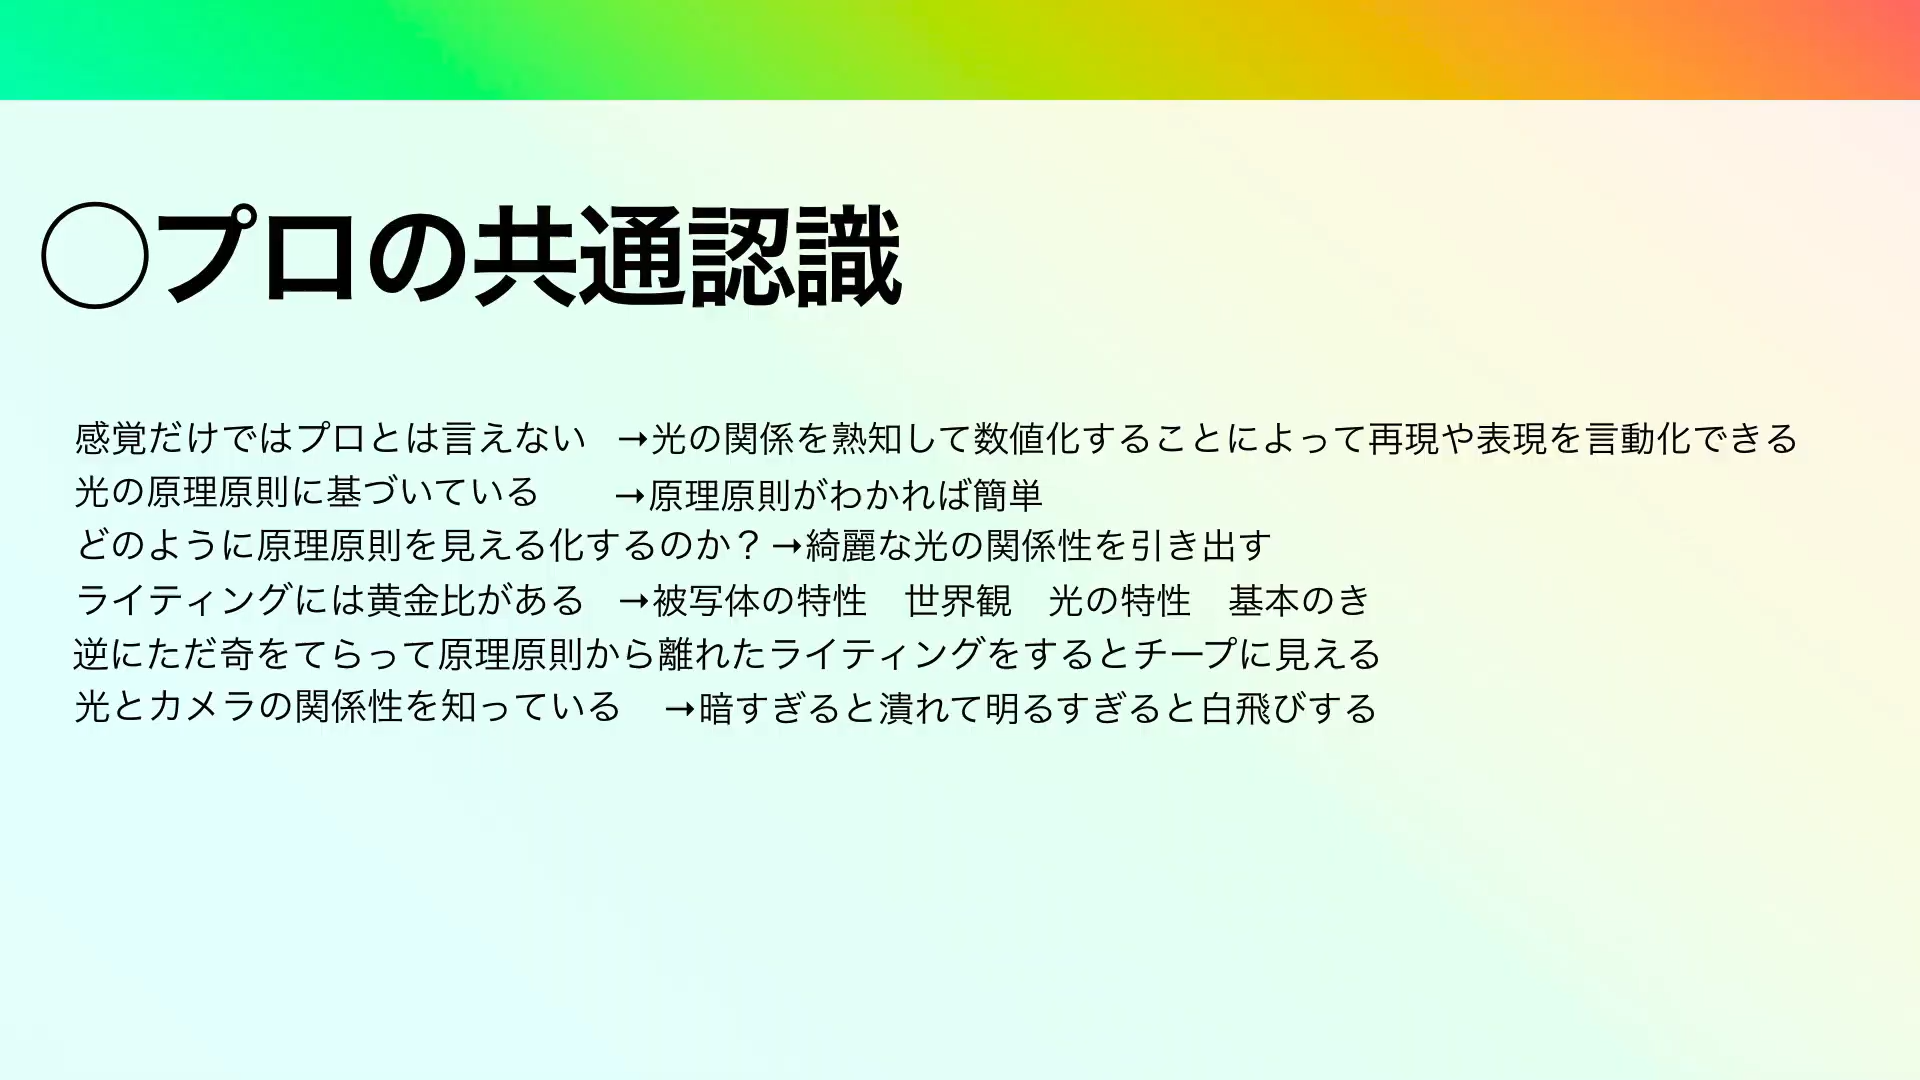 ◯プロの共通認識
感覚だけではプロとは言えない　→光の関係を熟知して数値化することによって再現や表現を言動化できる
光の原理原則に基づいている　　→原理原則がわかれば簡単
どのように原理原則を見える化するのか？→綺麗な光の関係性を引き出す
ライティングには黄金比がある　→被写体の特性　世界観　光の特性　基本のき
逆にただ奇をてらって原理原則から離れたライティングをするとチープに見える
光とカメラの関係性を知っている　→暗すぎると潰れて明るすぎると白飛びする